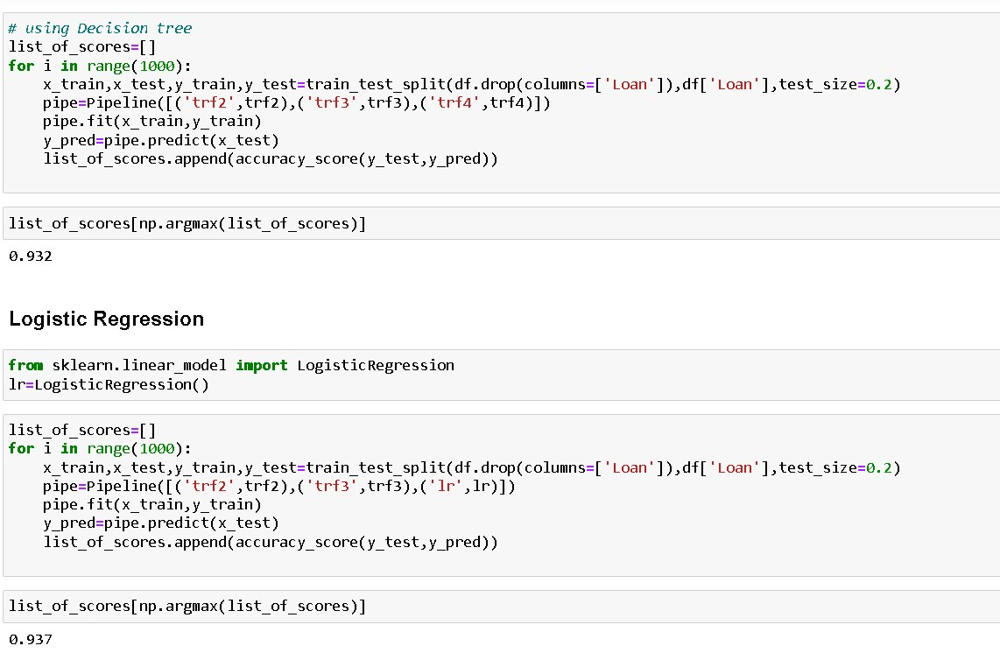 # using Decision tree
list_of_scores=[]
for i in range(1000):
    x_train,x_test,y_train,y_test=train_test_split(df.drop(columns=['Loan']),df['Loan'],test_size=0.2)
    pipe=Pipeline([('trf2',trf2),('trf3',trf3),('trf4',trf4)])
    pipe.fit(x_train,y_train)
    y_pred=pipe.predict(x_test)
    list_of_scores.append(accuracy_score(y_test,y_pred))
list_of_scores[np.argmax(list_of_scores)]
0.932
Logistic Regression
from sklearn.linear_model import LogisticRegression
lr=LogisticRegression()
list_of_scores=[]
for i in range(1000):
    x_train,x_test,y_train,y_test=train_test_split(df.drop(columns=['Loan']),df['Loan'],test_size=0.2)
    pipe=Pipeline([('trf2',trf2),('trf3',trf3),('lr',lr)])
    pipe.fit(x_train,y_train)
    y_pred=pipe.predict(x_test)
    list_of_scores.append(accuracy_score(y_test,y_pred))
list_of_scores[np.argmax(list_of_scores)]
0.937